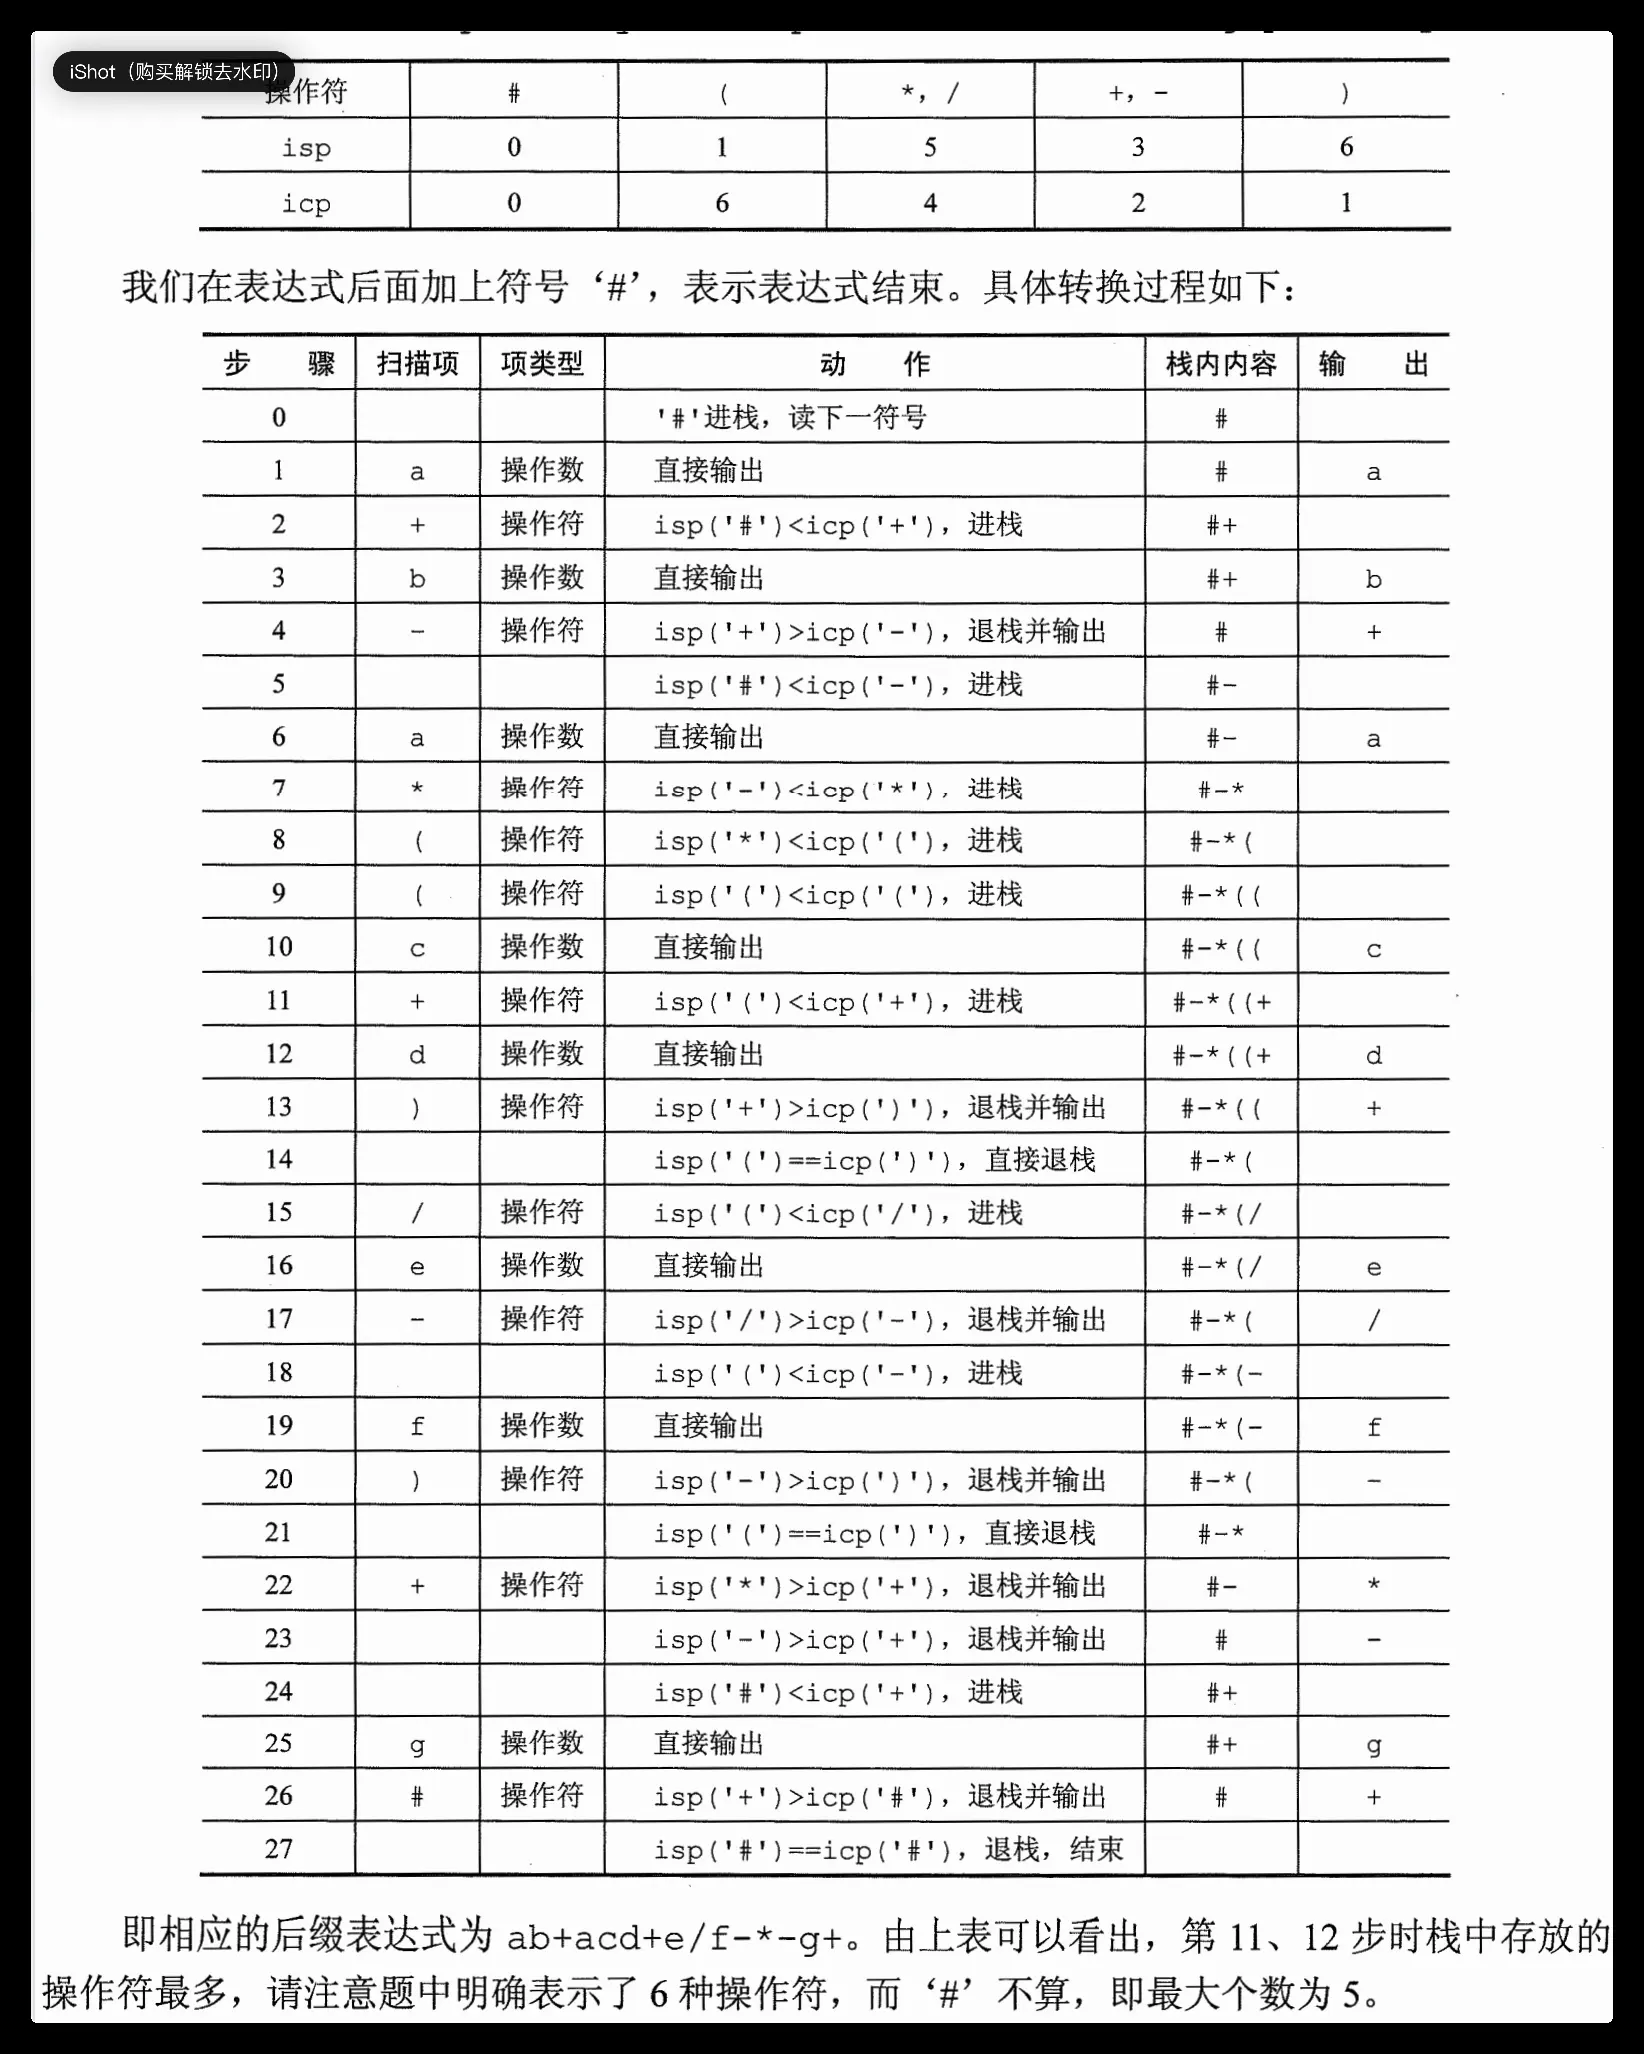 iShot（购买解锁去水印）
操作符 # ( *, / +, - )
isp 0 1 5 3 6
icp 0 6 4 2 1
我们在表达式后面加上符号‘#’，表示表达式结束。具体转换过程如下：
步 骤 扫描项 项类型 动 作 栈内内容 输 出
0 '#'进栈，读下一符号 #
1 a 操作数 直接输出 # a
2 + 操作符 isp('#')<icp('+')，进栈 #+
3 b 操作数 直接输出 #+ b
4 - 操作符 isp('+')>icp('-')，退栈并输出 # +
5 isp('#')<icp('-')，进栈 #-
6 a 操作数 直接输出 #- a
7 * 操作符 isp('-')<icp('*')，进栈 #-*
8 ( 操作符 isp('*')<icp('(')，进栈 #-*(
9 ( 操作符 isp('(')<icp('(')，进栈 #-*((
10 c 操作数 直接输出 #-*(( c
11 + 操作符 isp('(')<icp('+')，进栈 #-*((+
12 d 操作数 直接输出 #-*((+ d
13 ) 操作符 isp('+')>icp(')')，退栈并输出 #-*(( +
14 isp('(')==icp(')')，直接退栈 #-*(
15 / 操作符 isp('(')<icp('/')，进栈 #-*(/
16 e 操作数 直接输出 #-*(/ e
17 - 操作符 isp('/')>icp('-')，退栈并输出 #-*( /
18 isp('(')<icp('-')，进栈 #-*(-
19 f 操作数 直接输出 #-*(- f
20 ) 操作符 isp('-')>icp(')')，退栈并输出 #-*( -
21 isp('(')==icp(')')，直接退栈 #-*
22 + 操作符 isp('*')>icp('+')，退栈并输出 #- *
23 isp('-')>icp('+')，退栈并输出 # -
24 isp('#')<icp('+')，进栈 #+
25 g 操作数 直接输出 #+ g
26 # 操作符 isp('+')>icp('#')，退栈并输出 # +
27 isp('#')==icp('#')，退栈，结束
即相应的后缀表达式为 ab+acd+e/f-*-g+。由上表可以看出，第 11、12 步时栈中存放的
操作符最多，请注意题中明确表示了 6 种操作符，而‘#’不算，即最大个数为 5。